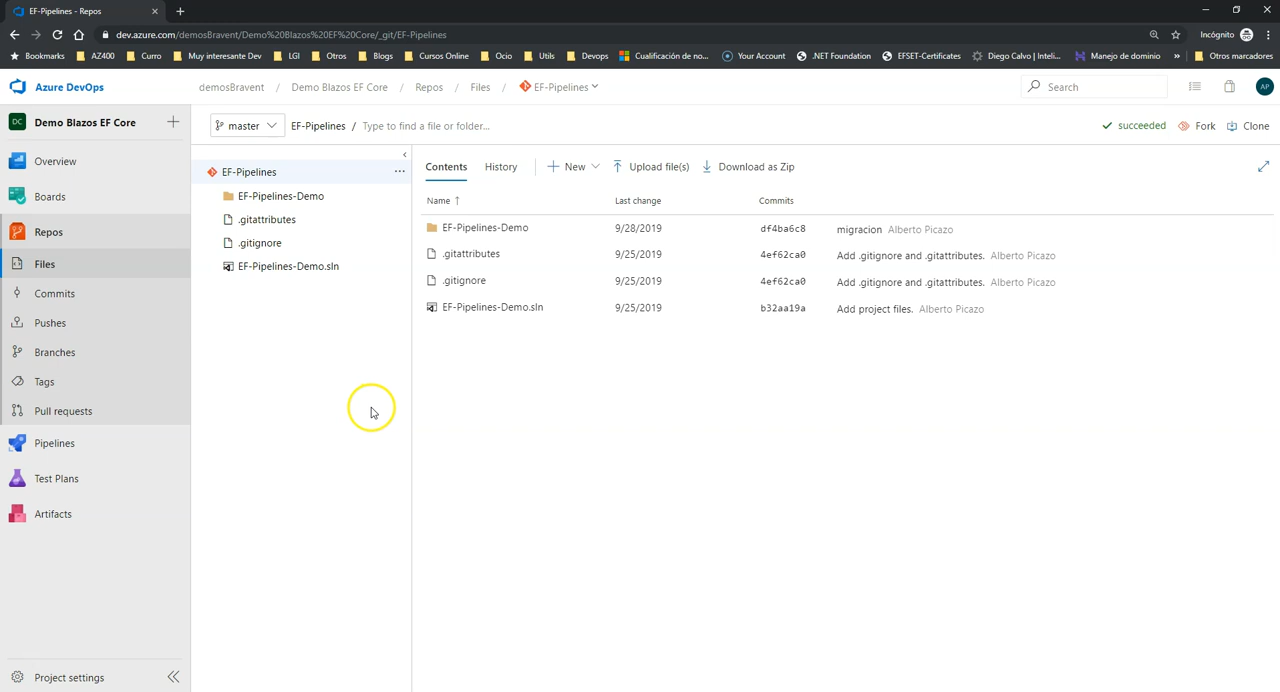 EF-Pipelines - Repos
dev.azure.com/demosBravent/Demo%20Blazos%20EF%20Core/_git/EF-Pipelines
Incógnito
Bookmarks AZ400 Curro Muy interesante Dev GGI LGI Otros Blogs Cursos Online Ocio Utils Devops Cualificación de no... Your Account .NET Foundation EFSET-Certificates Diego Calvo | Inteli... Manejo de dominio » Otros marcadores
Azure DevOps demosBravent / Demo Blazos EF Core / Repos / Files / EF-Pipelines Search AP
DC Demo Blazos EF Core
master EF-Pipelines / Type to find a file or folder... succeeded Fork Clone
Overview
Boards
Repos
Files
Commits
Pushes
Branches
Tags
Pull requests
Pipelines
Test Plans
Artifacts
Project settings
EF-Pipelines
EF-Pipelines-Demo
.gitattributes
.gitignore
EF-Pipelines-Demo.sln
Contents History New Upload file(s) Download as Zip
Name Last change Commits
EF-Pipelines-Demo 9/28/2019 df4ba6c8 migracion Alberto Picazo
.gitattributes 9/25/2019 4ef62ca0 Add .gitignore and .gitattributes. Alberto Picazo
.gitignore 9/25/2019 4ef62ca0 Add .gitignore and .gitattributes. Alberto Picazo
EF-Pipelines-Demo.sln 9/25/2019 b32aa19a Add project files. Alberto Picazo